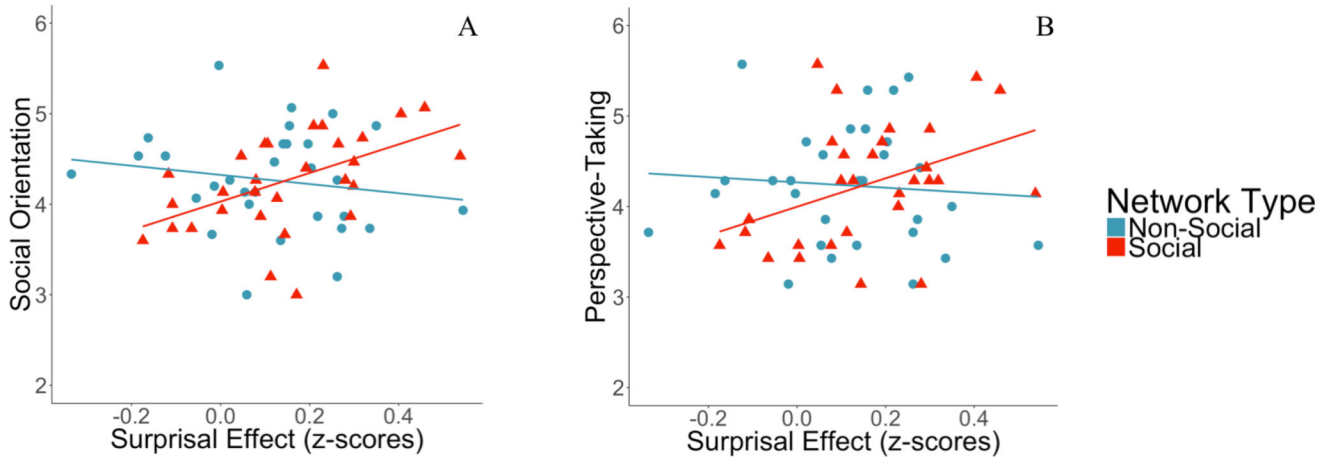 A
6
5
4
3
2
Social Orientation
-0.2 0.0 0.2 0.4
Surprisal Effect (z-scores)
B
6
5
4
3
2
Perspective-Taking
-0.2 0.0 0.2 0.4
Surprisal Effect (z-scores)
Network Type
Non-Social
Social